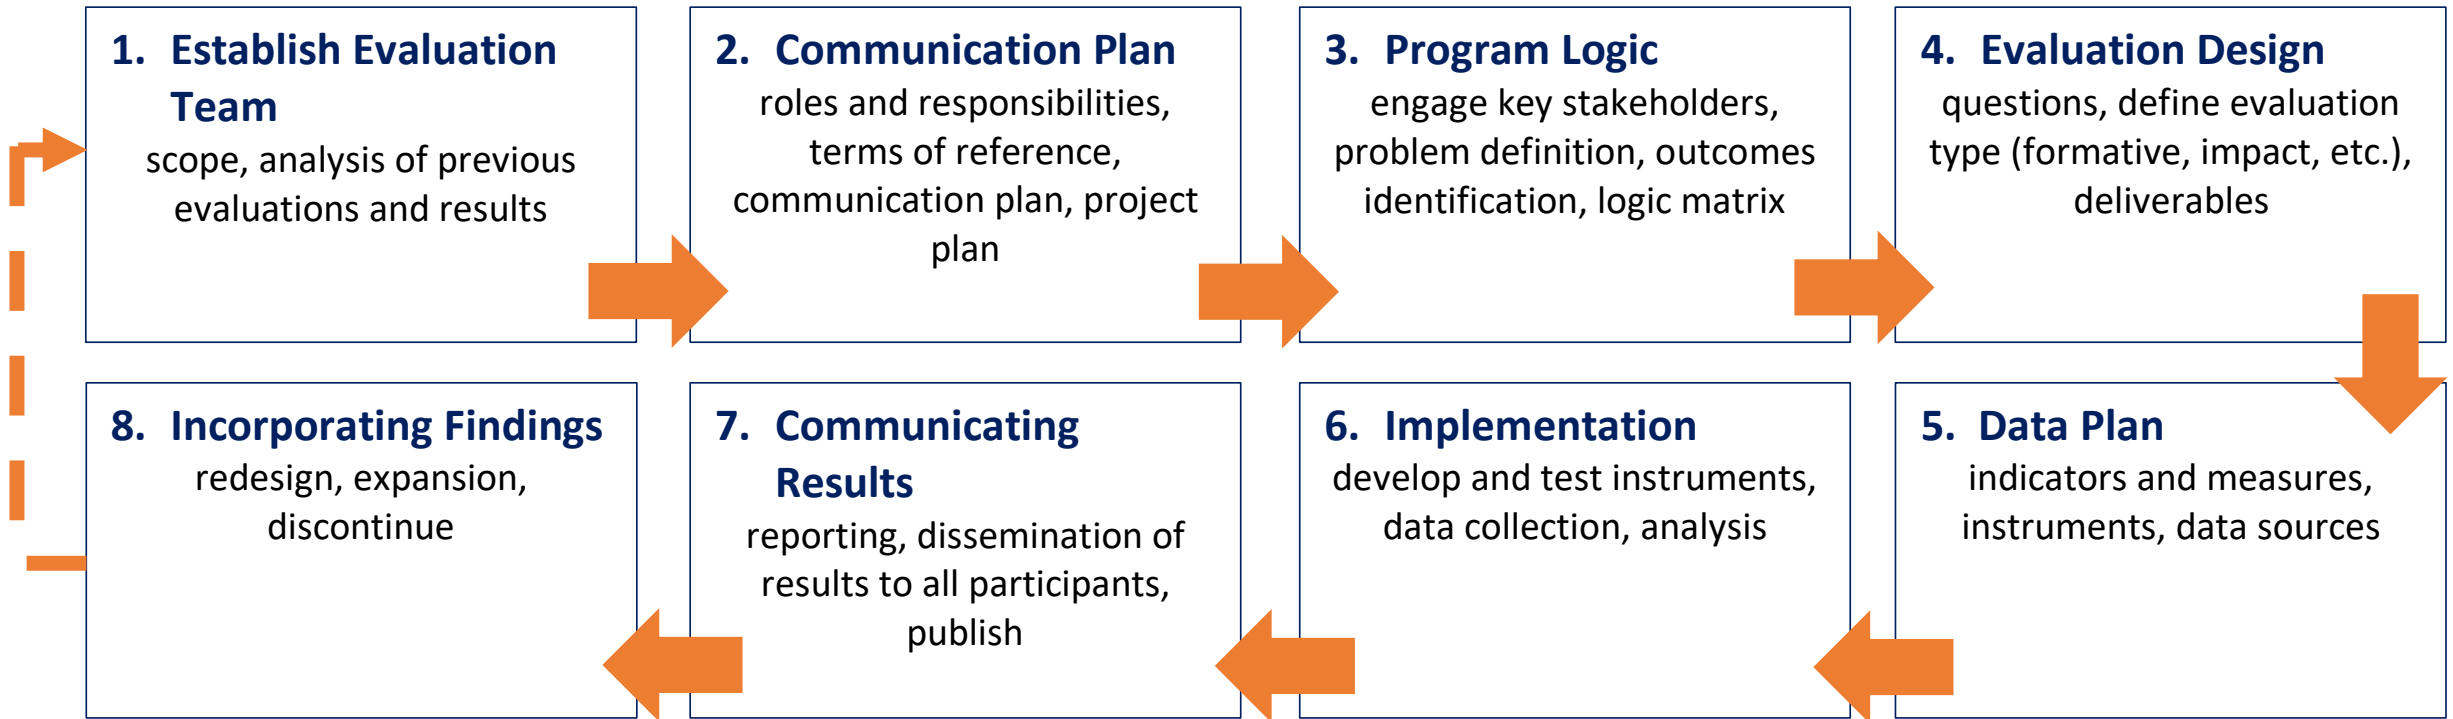 1. Establish Evaluation
Team
scope, analysis of previous
evaluations and results
2. Communication Plan
roles and responsibilities,
terms of reference,
communication plan, project
plan
3. Program Logic
engage key stakeholders,
problem definition, outcomes
identification, logic matrix
4. Evaluation Design
questions, define evaluation
type (formative, impact, etc.),
deliverables
5. Data Plan
indicators and measures,
instruments, data sources
6. Implementation
develop and test instruments,
data collection, analysis
7. Communicating
Results
reporting, dissemination of
results to all participants,
publish
8. Incorporating Findings
redesign, expansion,
discontinue